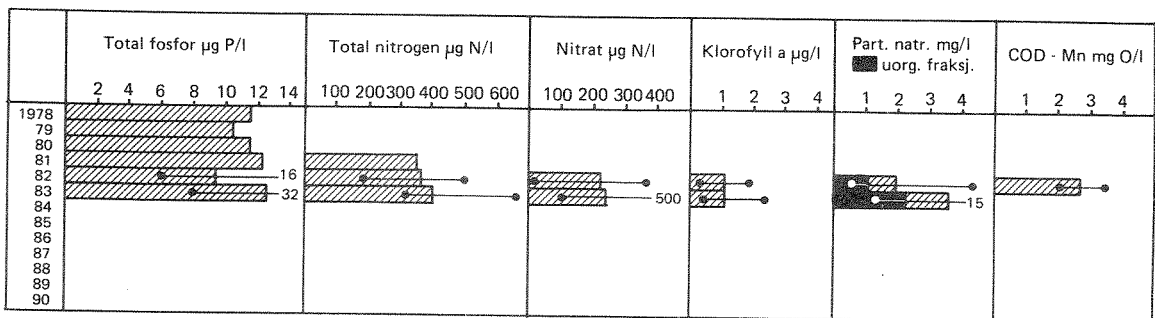 Total fosfor µg P/l
2 4 6 8 10 12 14
Total nitrogen µg N/l
100 200 300 400 500 600
Nitrat µg N/l
100 200 300 400
Klorofyll a µg/l
1 2 3 4
Part. natr. mg/l
uorg. fraksj.
1 2 3 4
COD - Mn mg O/l
1 2 3 4
1978
79
80
81
82
83
84
85
86
87
88
89
90
16
32
500
15